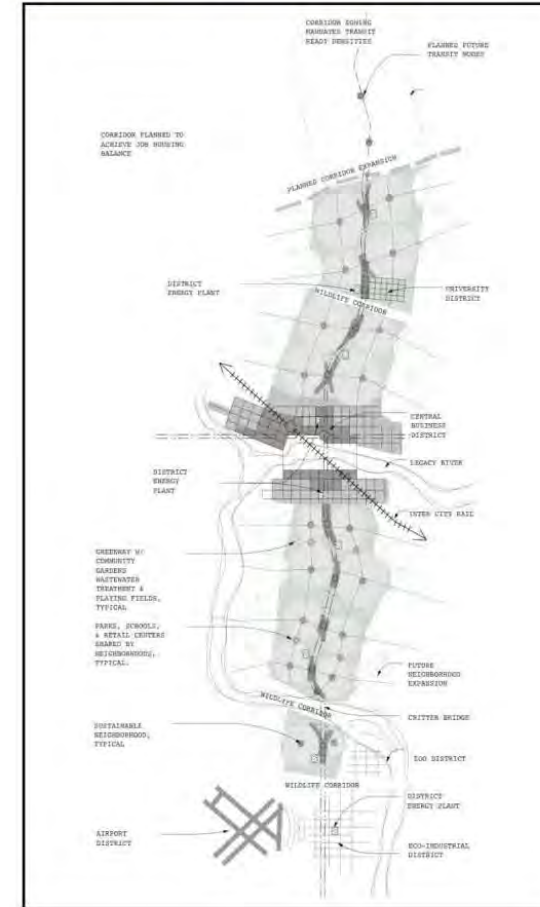 CORRIDOR ZONING
MANDATES TRANSIT
READY DENSITIES
PLANNED FUTURE
TRANSIT NODES
CORRIDOR PLANNED TO
ACHIEVE JOB HOUSING
BALANCE
PLANNED CORRIDOR EXPANSION
DISTRICT
ENERGY PLANT
WILDLIFE CORRIDOR
UNIVERSITY
DISTRICT
CENTRAL
BUSINESS
DISTRICT
LEGACY RIVER
DISTRICT
ENERGY
PLANT
INTER CITY RAIL
GREENWAY W/
COMMUNITY
GARDENS
WASTEWATER
TREATMENT &
PLAYING FIELDS,
TYPICAL
PARKS, SCHOOLS,
& RETAIL CENTERS
SHARED BY
NEIGHBORHOODS,
TYPICAL.
FUTURE
NEIGHBORHOOD
EXPANSION
WILDLIFE CORRIDOR
CRITTER BRIDGE
SUSTAINABLE
NEIGHBORHOOD,
TYPICAL
ZOO DISTRICT
WILDLIFE CORRIDOR
DISTRICT
ENERGY PLANT
AIRPORT
DISTRICT
ECO-INDUSTRIAL
DISTRICT